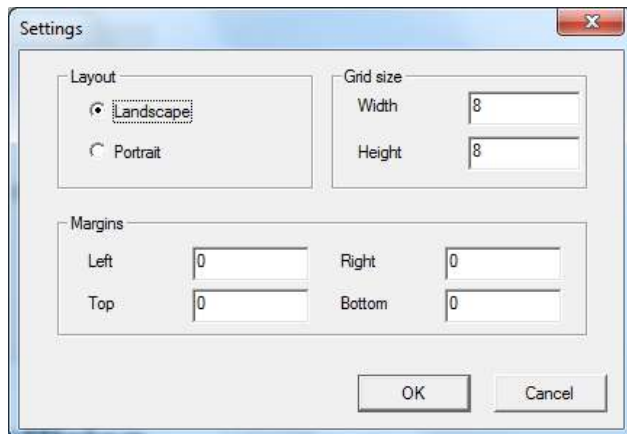 Settings
Layout
Landscape
Portrait
Grid size
Width 8
Height 8
Margins
Left 0 Right 0
Top 0 Bottom 0
OK Cancel